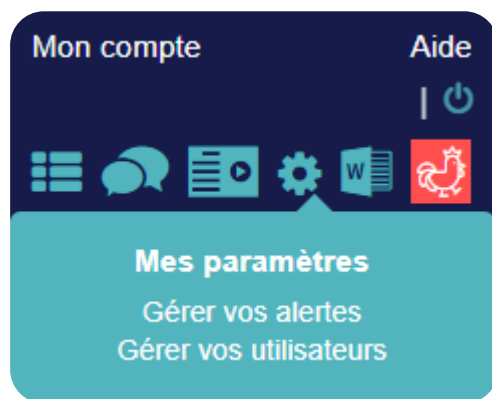 Mon compte Aide
|
W
Mes paramètres
Gérer vos alertes
Gérer vos utilisateurs